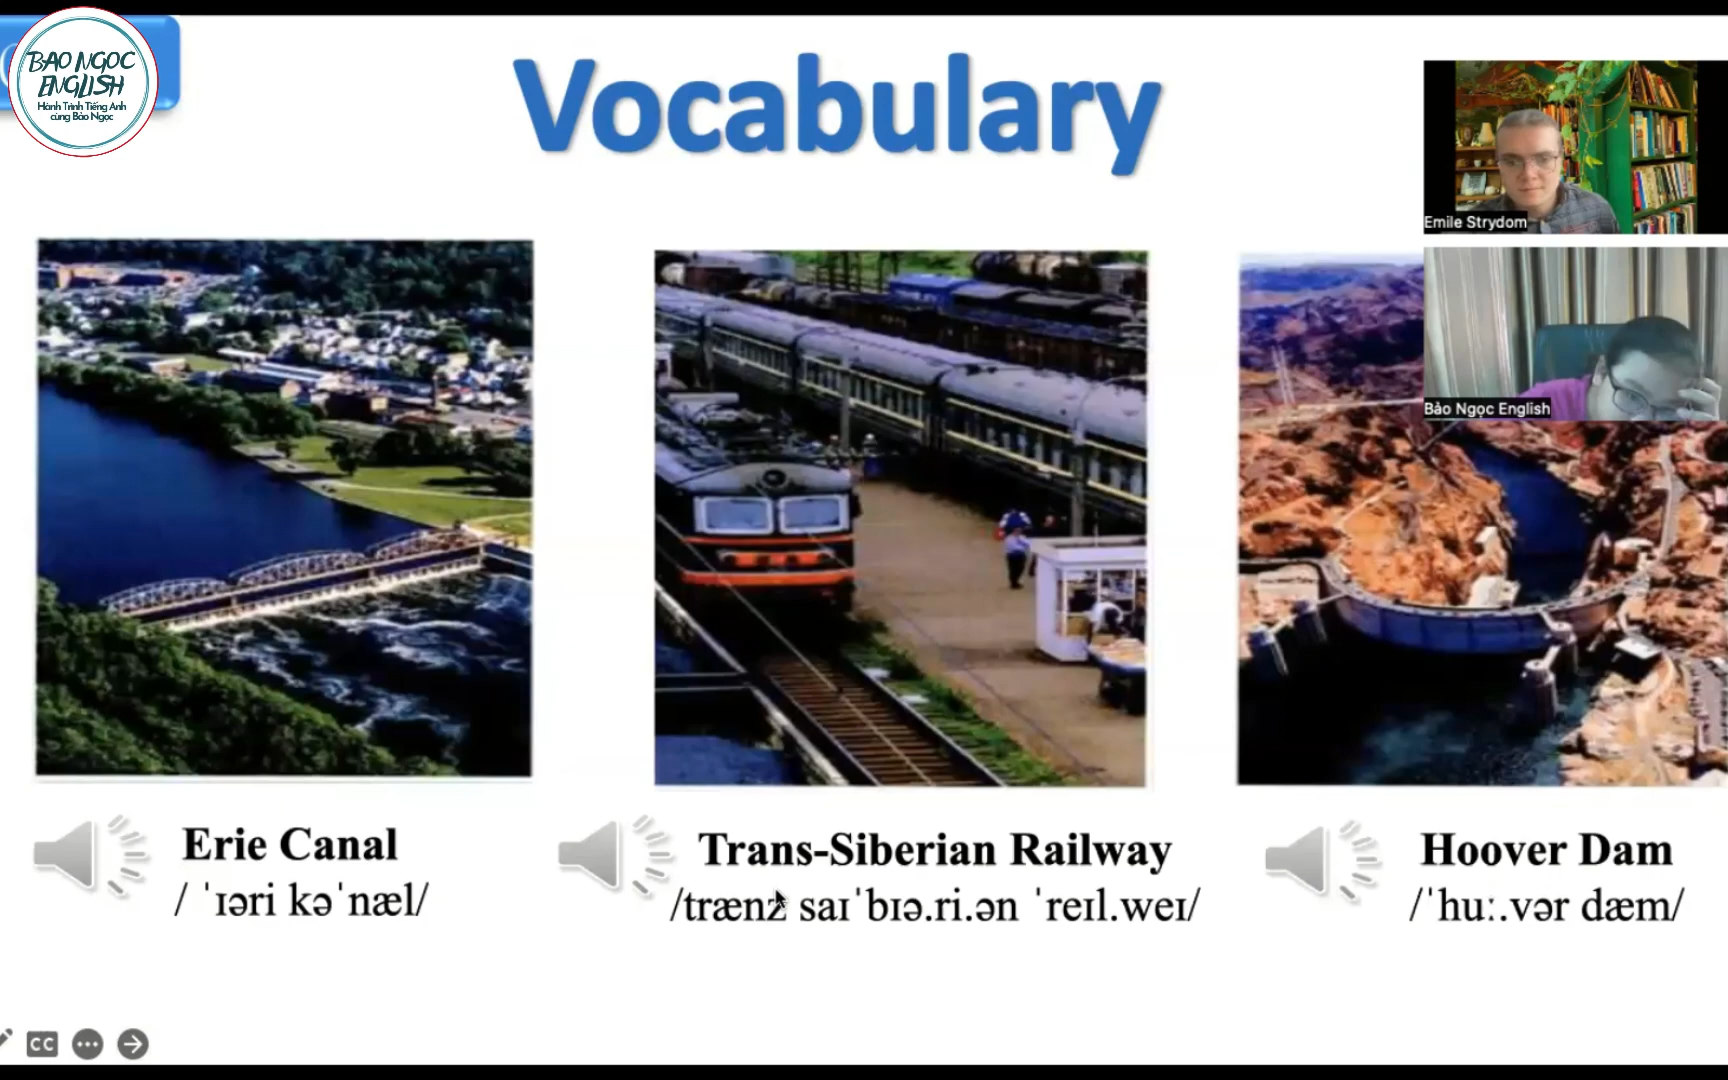 BAO NGOC
ENGLISH
Hành Trình Tiếng Anh
cùng Bảo Ngọc
Vocabulary
Emile Strydom
Bảo Ngọc English
Erie Canal
/ ˈɪəri kəˈnæl/
Trans-Siberian Railway
/trænz saɪˈbɪə.ri.ən ˈreɪl.weɪ/
Hoover Dam
/ˈhuː.vər dæm/
CC